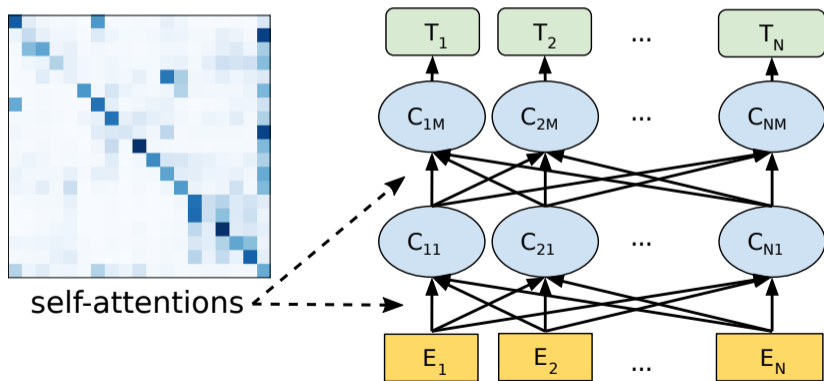 T1 T2 ... TN
C1M C2M ... CNM
C11 C21 ... CN1
self-attentions
E1 E2 ... EN